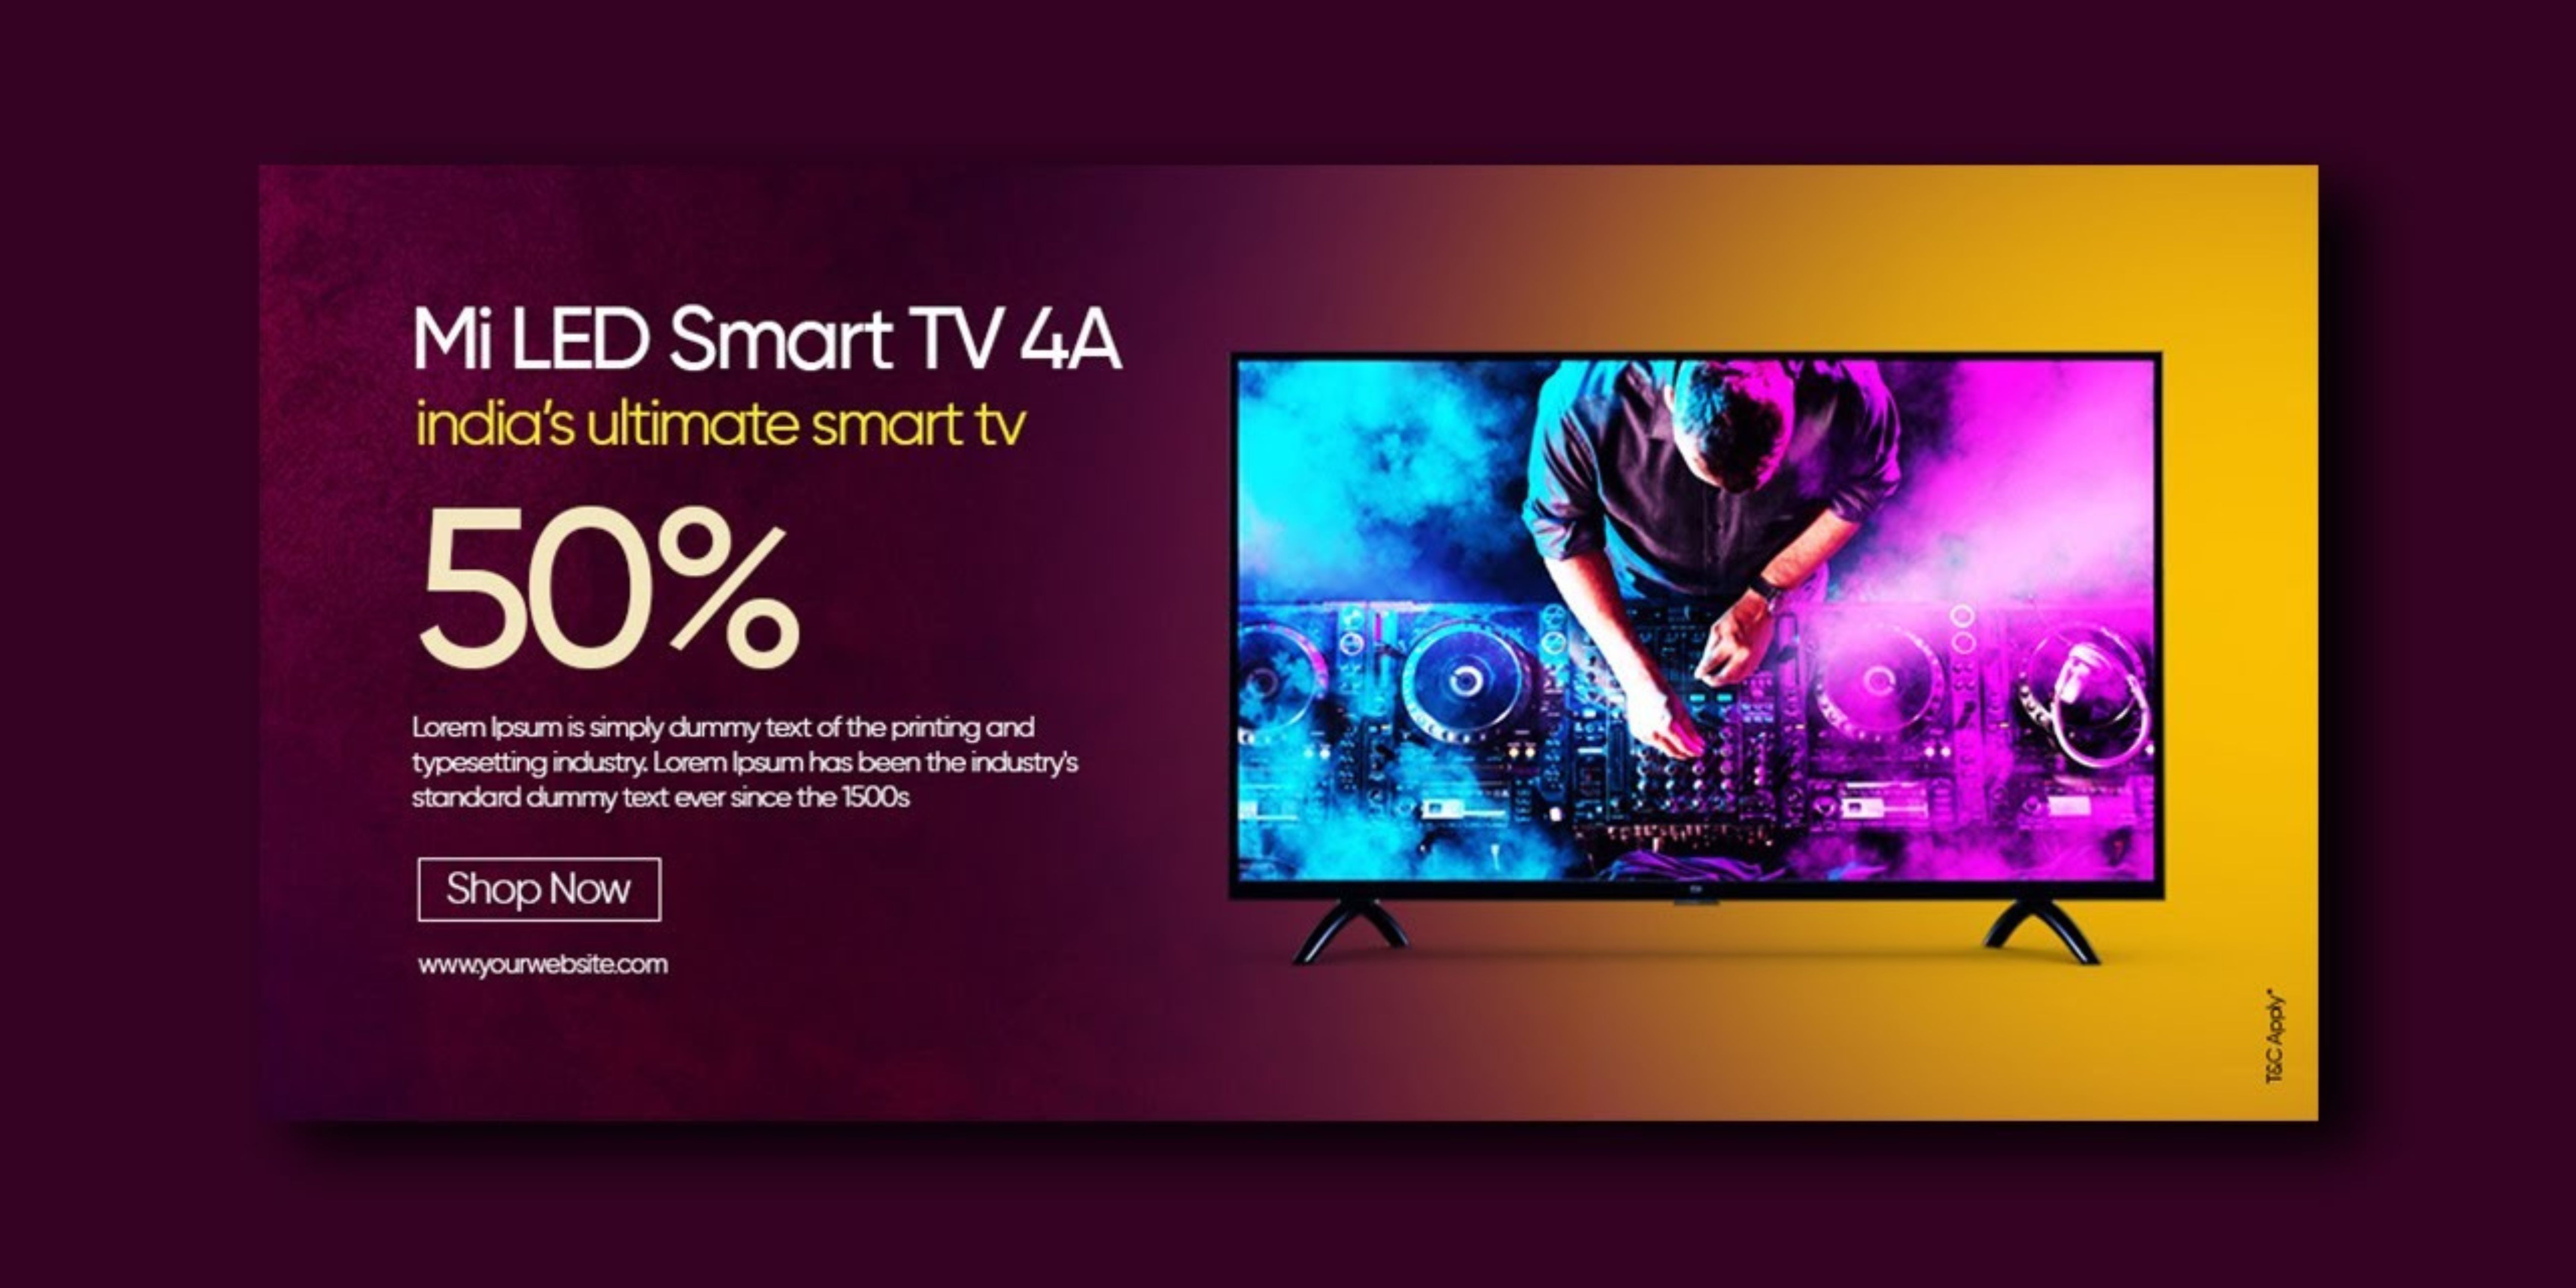 Mi LED Smart TV 4A
india's ultimate smart tv
50%
Lorem Ipsum is simply dummy text of the printing and
typesetting industry. Lorem Ipsum has been the industry's
standard dummy text ever since the 1500s
Shop Now
www.yourwebsite.com
T&C Apply*